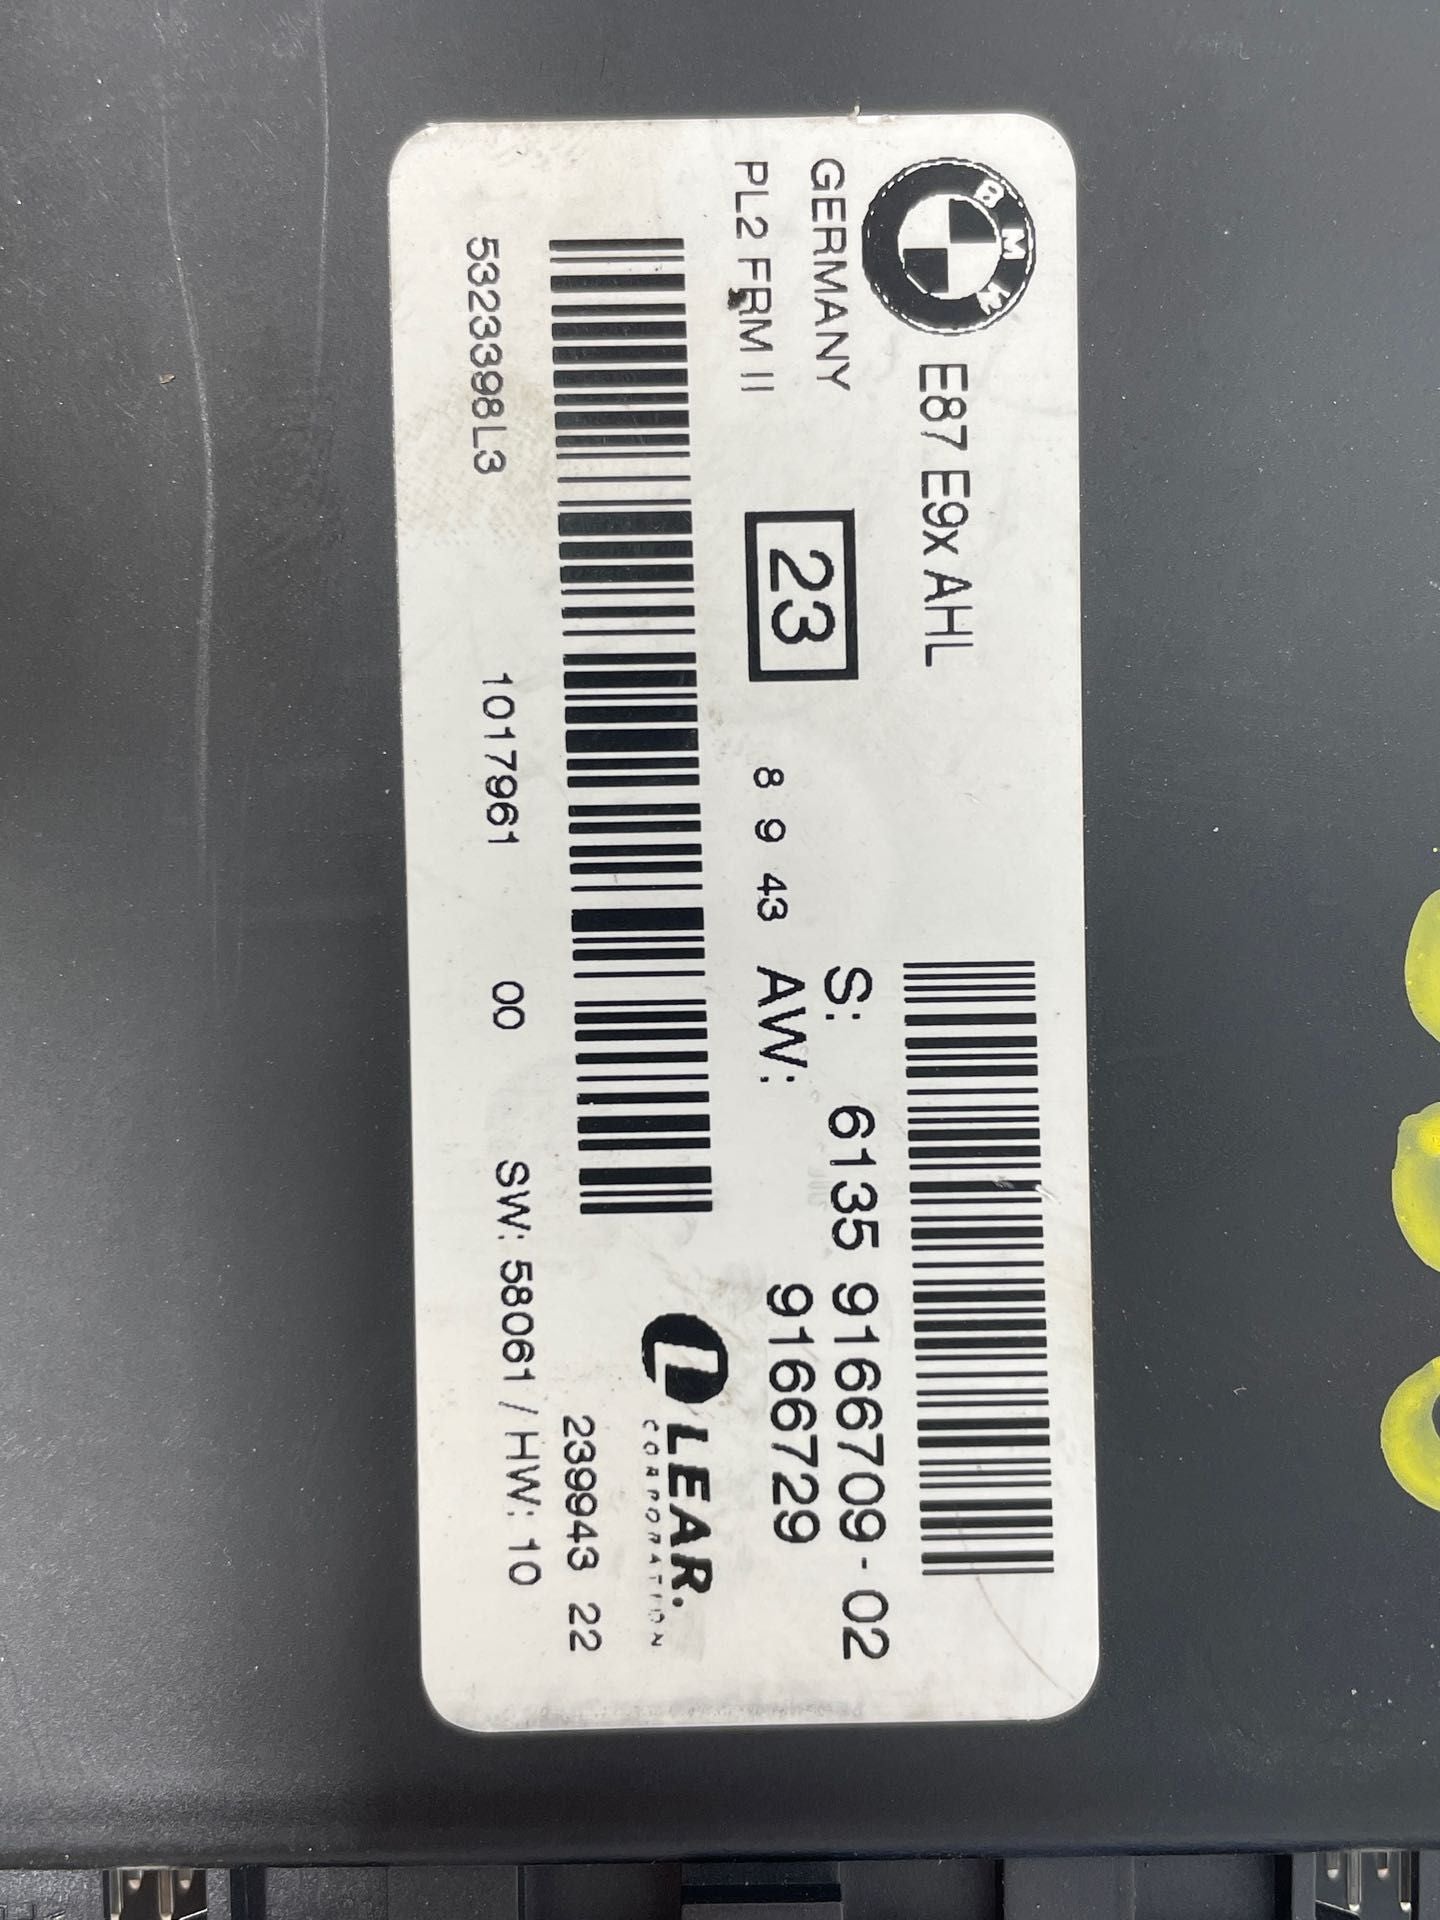 BMW E87 E9x AHL
GERMANY
PL2 FRM II
23
S: 6135 9166709-02
8 9 43 AW: 9166729
LEAR.
CORPORATION
239943 22
5323398L3 1017961 00 SW: 58061 / HW: 10